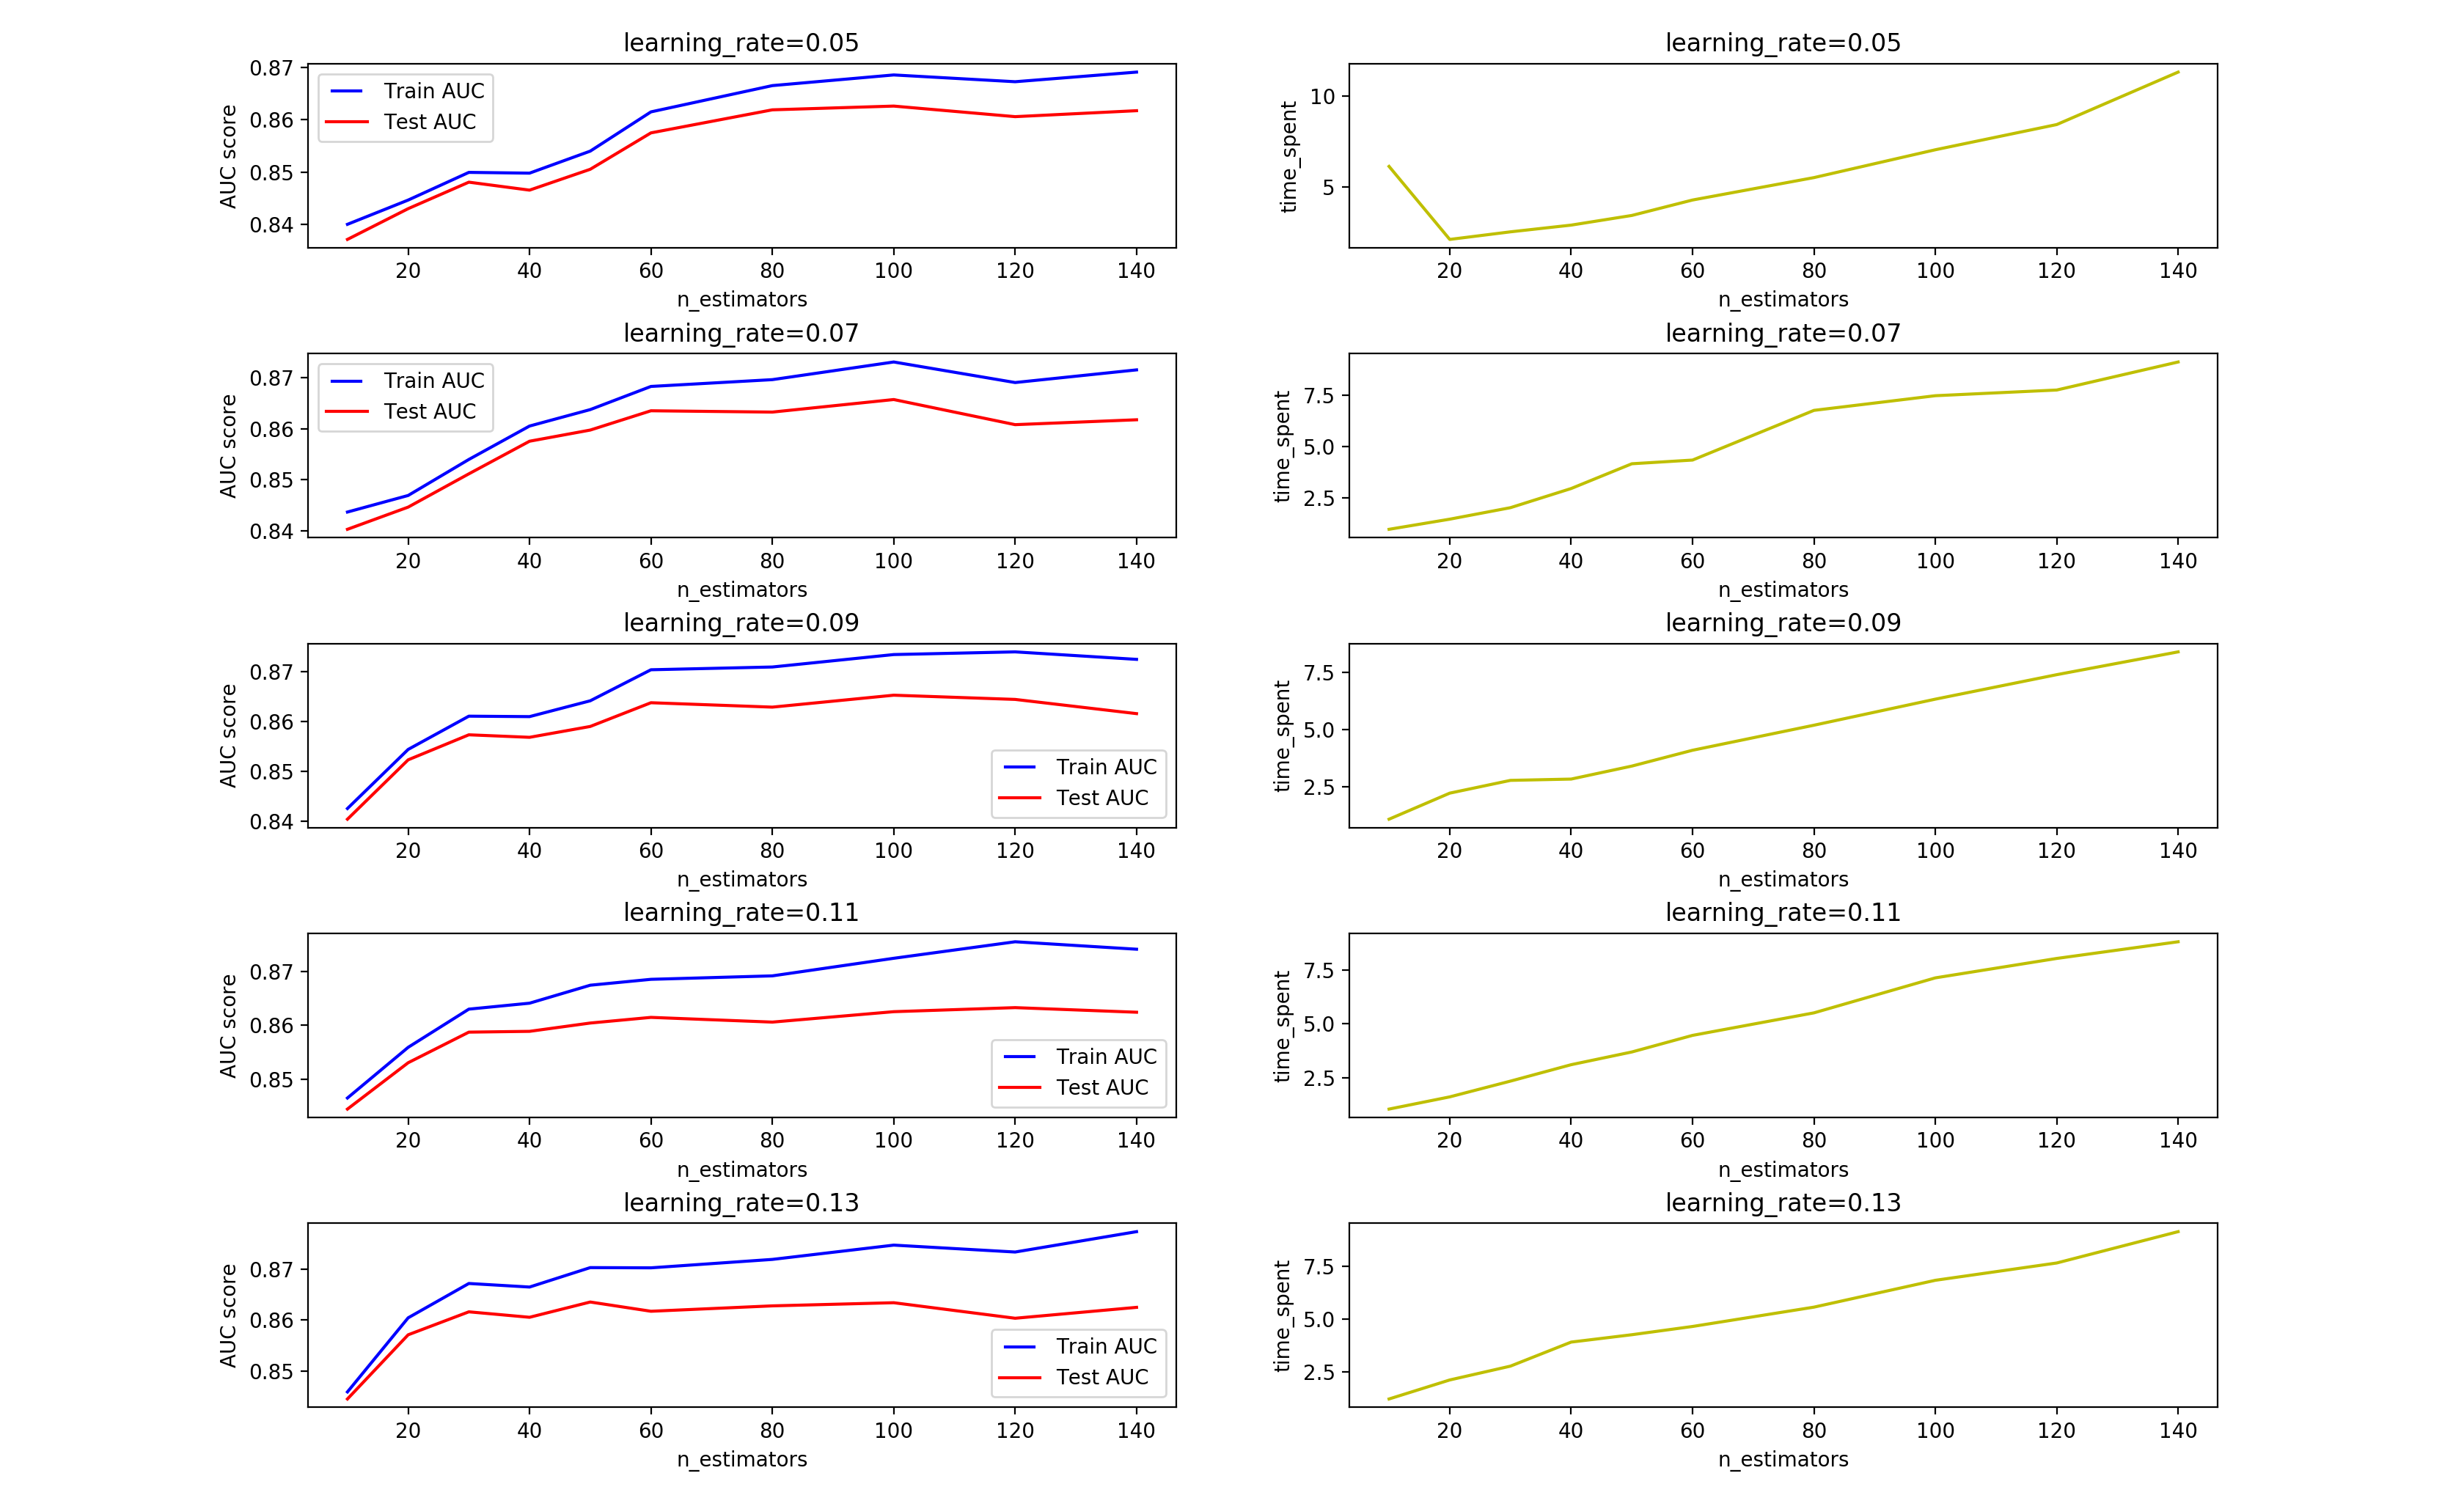 learning_rate=0.05
0.87
0.86
0.85
0.84
AUC score
Train AUC
Test AUC
20 40 60 80 100 120 140
n_estimators
learning_rate=0.05
10
5
time_spent
20 40 60 80 100 120 140
n_estimators
learning_rate=0.07
0.87
0.86
0.85
0.84
AUC score
Train AUC
Test AUC
20 40 60 80 100 120 140
n_estimators
learning_rate=0.07
7.5
5.0
2.5
time_spent
20 40 60 80 100 120 140
n_estimators
learning_rate=0.09
0.87
0.86
0.85
0.84
AUC score
Train AUC
Test AUC
20 40 60 80 100 120 140
n_estimators
learning_rate=0.09
7.5
5.0
2.5
time_spent
20 40 60 80 100 120 140
n_estimators
learning_rate=0.11
0.87
0.86
0.85
AUC score
Train AUC
Test AUC
20 40 60 80 100 120 140
n_estimators
learning_rate=0.11
7.5
5.0
2.5
time_spent
20 40 60 80 100 120 140
n_estimators
learning_rate=0.13
0.87
0.86
0.85
AUC score
Train AUC
Test AUC
20 40 60 80 100 120 140
n_estimators
learning_rate=0.13
7.5
5.0
2.5
time_spent
20 40 60 80 100 120 140
n_estimators